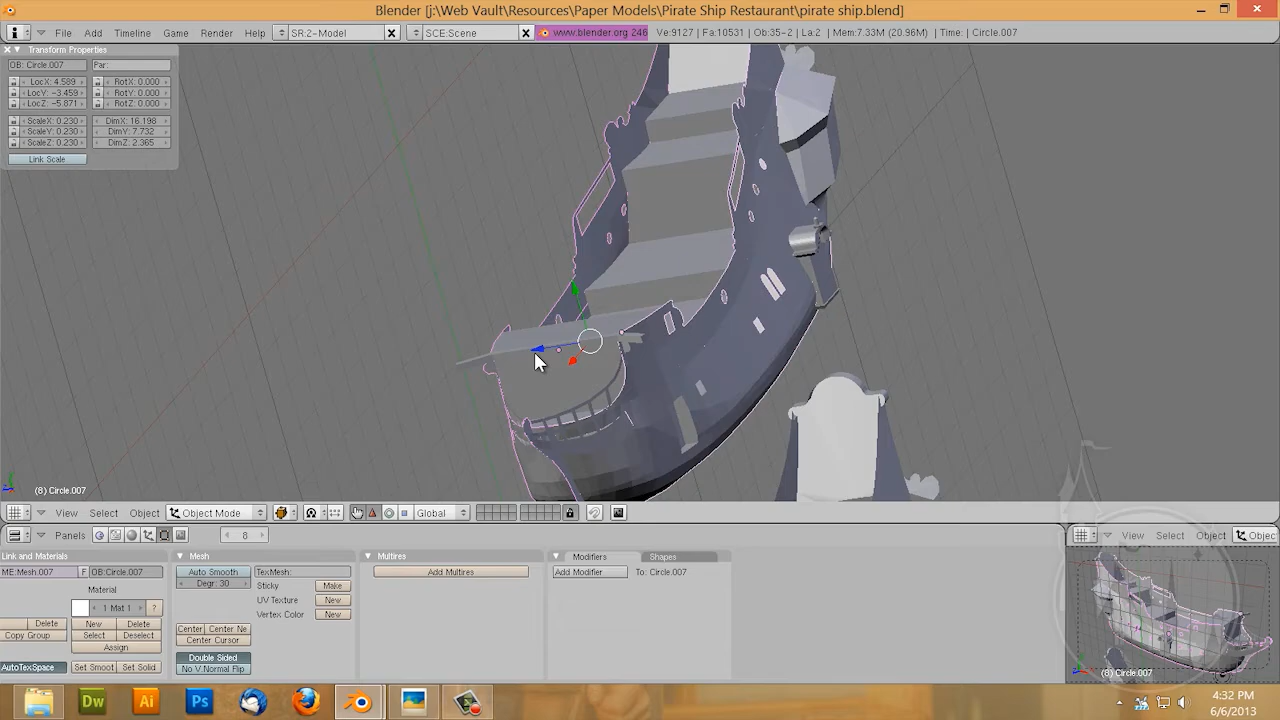 Blender [j:\Web Vault\Resources\Paper Models\Pirate Ship Restaurant\pirate ship.blend]
File Add Timeline Game Render Help SR:2-Model SCE:Scene www.blender.org 246 Ve:9127 | Fa:10531 | Ob:35-2 | La:2 | Mem:7.33M (20.96M) | Time: | Circle.007
Transform Properties
OB: Circle.007 Par:
LocX: 4.589 RotX: 0.000
LocY: -3.459 RotY: 0.000
LocZ: -5.871 RotZ: 0.000
ScaleX: 0.230 DimX: 16.198
ScaleY: 0.230 DimY: 7.732
ScaleZ: 0.230 DimZ: 2.365
Link Scale
(8) Circle.007
View Select Object Object Mode Global
Panels 8 View Select Object Objec
Link and Materials Mesh Multires Modifiers Shapes
ME:Mesh.007 F OB:Circle.007 Auto Smooth TexMesh: Add Multires Add Modifier To: Circle.007
Degr: 30 Sticky Make
Material UV Texture New
1 Mat 1 ? Vertex Color New
Delete New Delete Center Center Ne
Copy Group Select Deselect Center Cursor
Assign
Double Sided
AutoTexSpace Set Smoot Set Solid No V.Normal Flip
(8) Circle.007
Dw Ai Ps
4:32 PM
6/6/2013